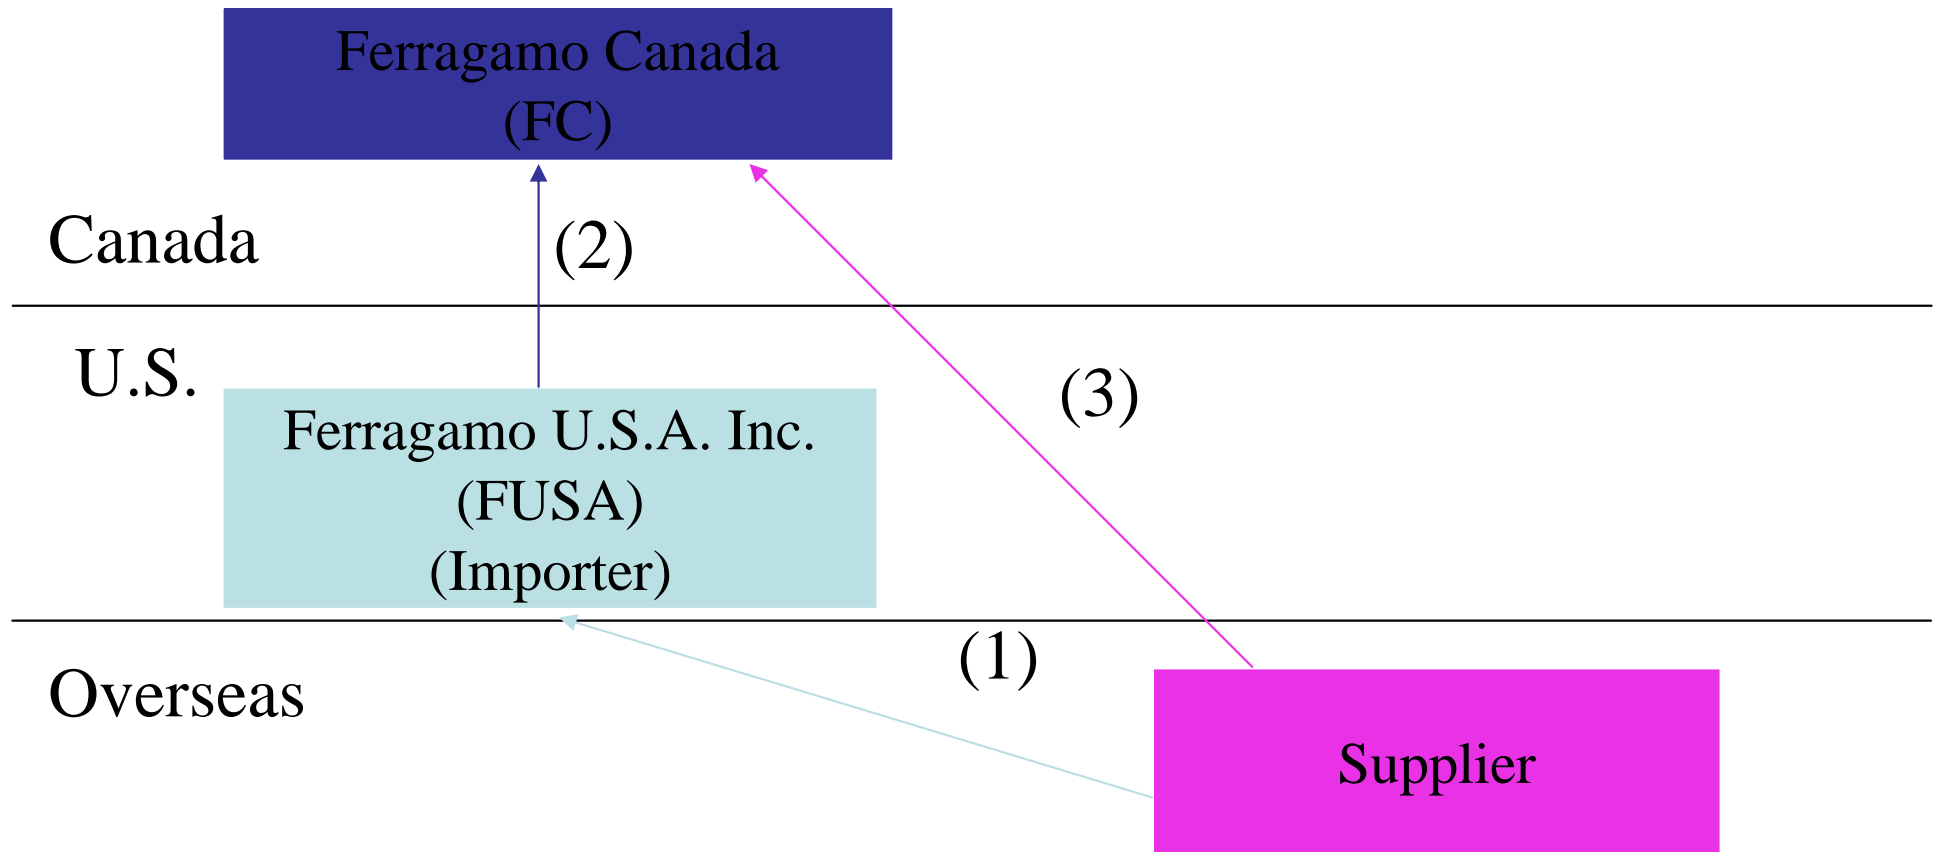 Ferragamo Canada
(FC)
Canada
(2)
U.S.
(3)
Ferragamo U.S.A. Inc.
(FUSA)
(Importer)
(1)
Overseas
Supplier